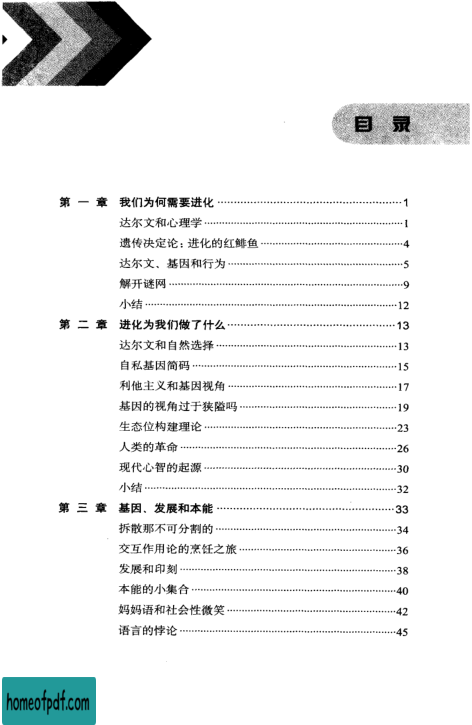 目 录
第 一 章 我们为何需要进化 …… 1
达尔文和心理学 …… 1
遗传决定论：进化的红鲱鱼 …… 4
达尔文、基因和行为 …… 5
解开谜网 …… 9
小结 …… 12
第 二 章 进化为我们做了什么 …… 13
达尔文和自然选择 …… 13
自私基因简码 …… 15
利他主义和基因视角 …… 17
基因的视角过于狭隘吗 …… 19
生态位构建理论 …… 23
人类的革命 …… 26
现代心智的起源 …… 30
小结 …… 32
第 三 章 基因、发展和本能 …… 33
拆散那不可分割的 …… 34
交互作用论的烹饪之旅 …… 36
发展和印刻 …… 38
本能的小集合 …… 40
妈妈语和社会性微笑 …… 42
语言的悖论 …… 45
homeofpdf.com